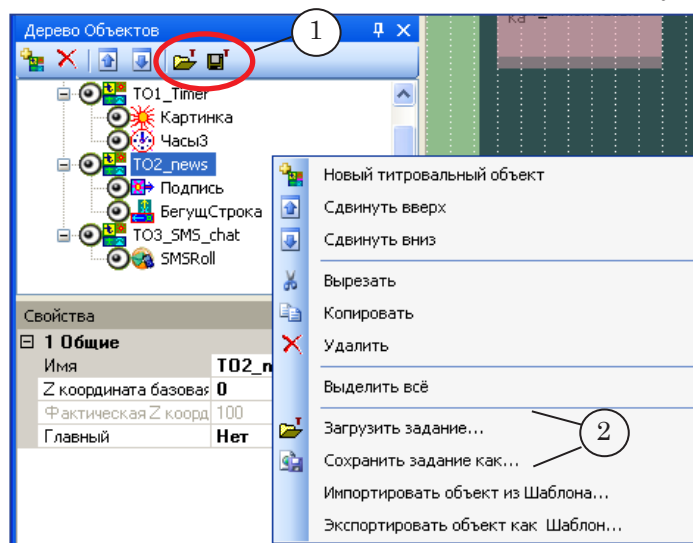 Дерево Объектов
1
ка –
TO1_Timer
Картинка
Часы3
TO2_news
Подпись
БегущСтрока
TO3_SMS_chat
SMSRoll
Новый титровальный объект
Сдвинуть вверх
Сдвинуть вниз
Вырезать
Копировать
Удалить
Выделить всё
Загрузить задание...
2
Сохранить задание как...
Импортировать объект из Шаблона...
Экспортировать объект как Шаблон...
Свойства
1 Общие
Имя TO2_n
Z координата базовая 0
Фактическая Z коорд 100
Главный Нет